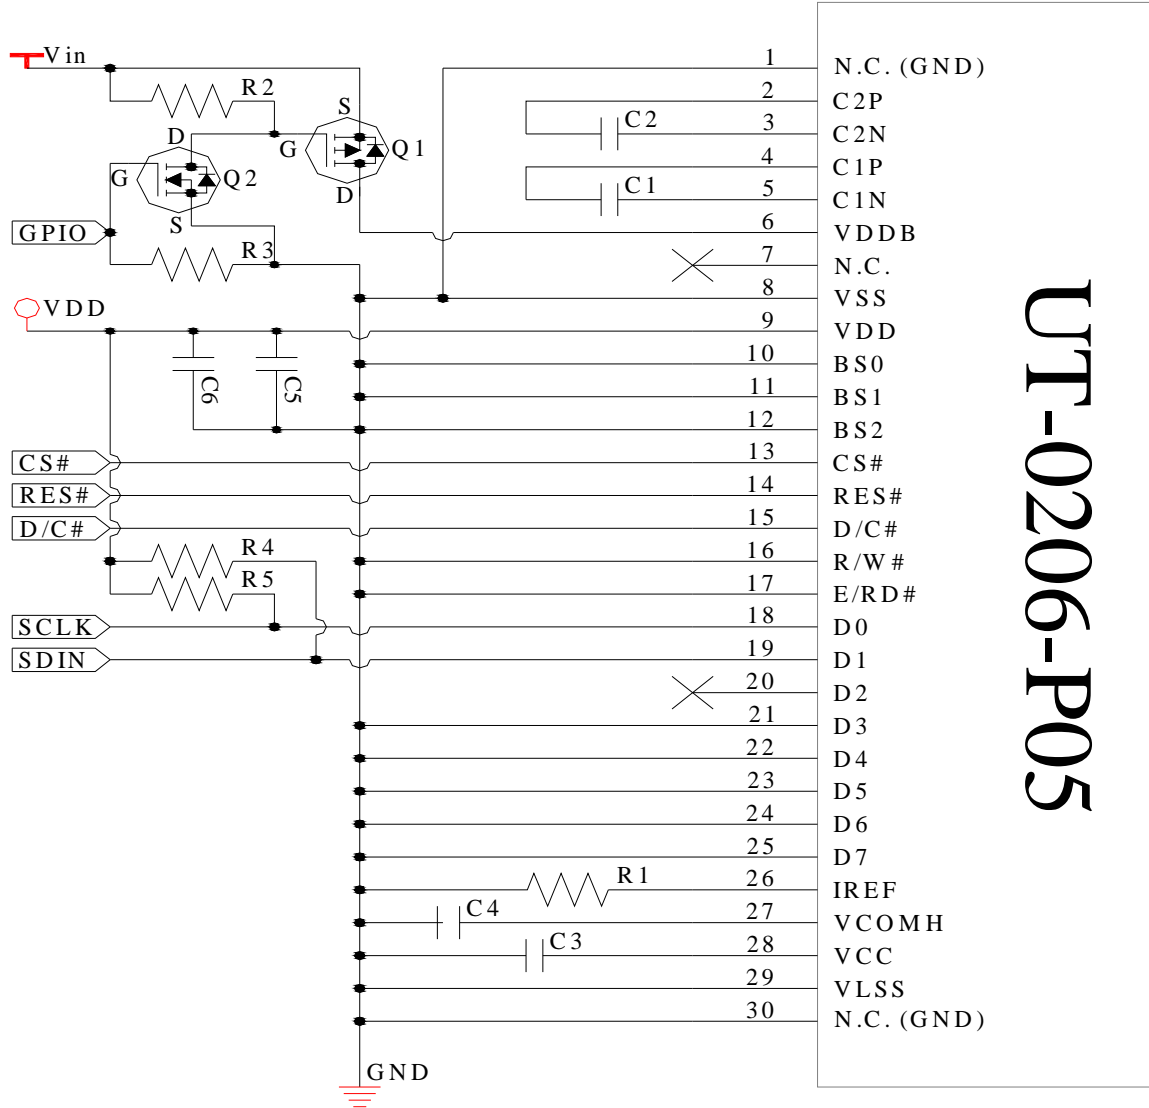 Vin
R2
S
D
G
Q1
G
Q2
D
S
GPIO
R3
VDD
C6
C5
CS#
RES#
D/C#
R4
R5
SCLK
SDIN
C2
C1
R1
C4
C3
GND
1 N.C. (GND)
2 C2P
3 C2N
4 C1P
5 C1N
6 VDDB
7 N.C.
8 VSS
9 VDD
10 BS0
11 BS1
12 BS2
13 CS#
14 RES#
15 D/C#
16 R/W#
17 E/RD#
18 D0
19 D1
20 D2
21 D3
22 D4
23 D5
24 D6
25 D7
26 IREF
27 VCOMH
28 VCC
29 VLSS
30 N.C. (GND)
UT-0206-P05